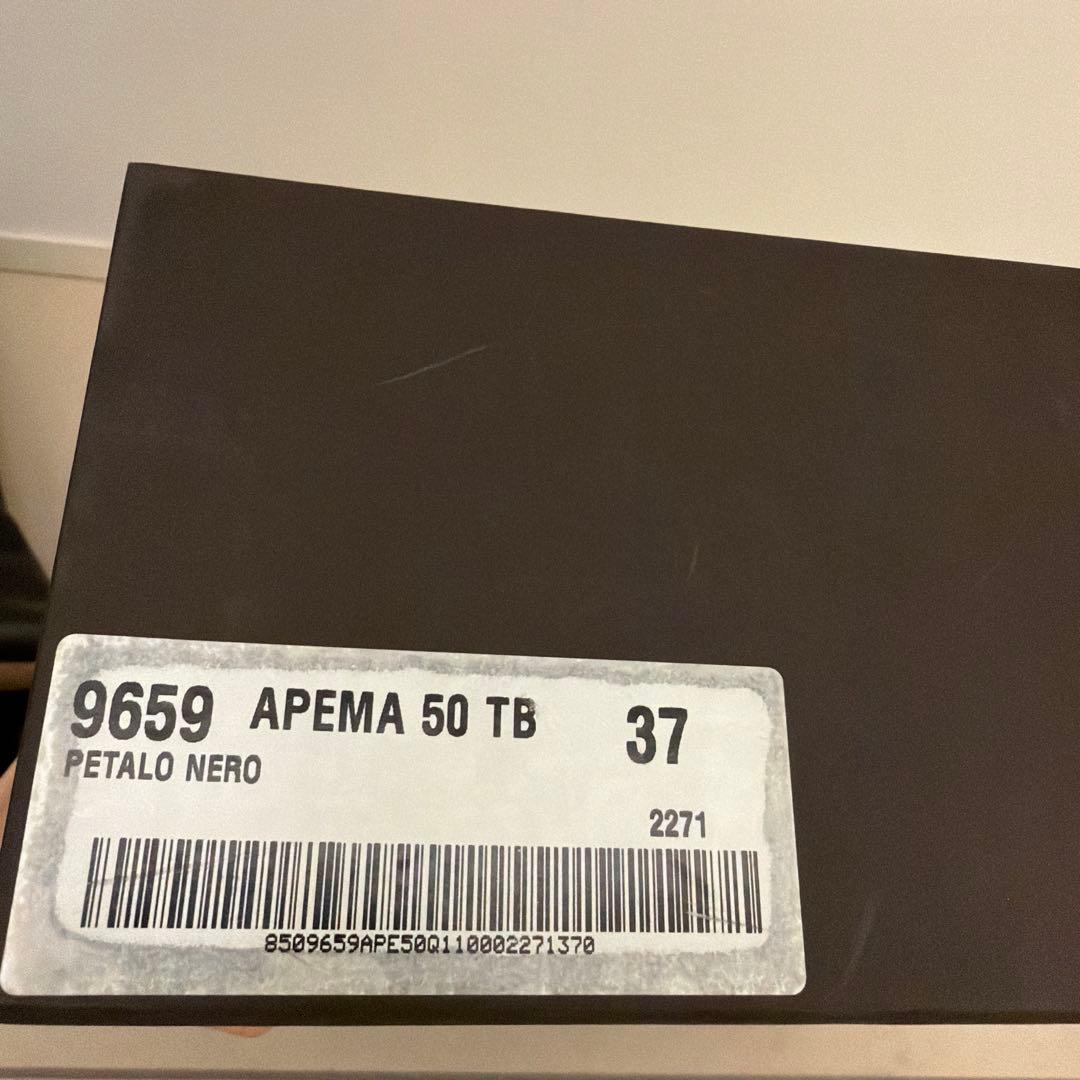 9659 APEMA 50 TB 37
PETALO NERO
2271
8509659APE50Q110002271370